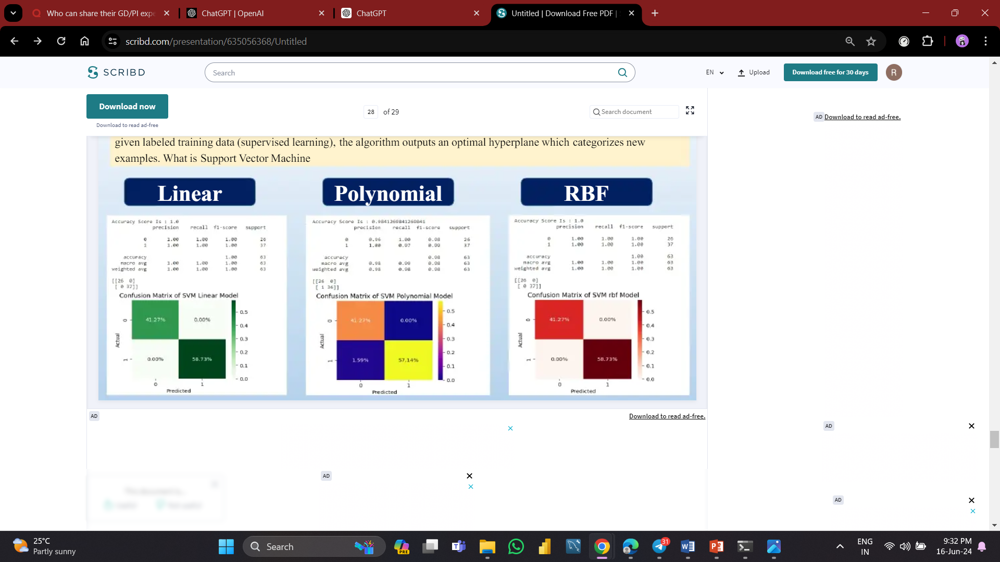 Who can share their GD/PI expe
ChatGPT | OpenAI
ChatGPT
Untitled | Download Free PDF |
scribd.com/presentation/635056368/Untitled
SCRIBD
Search
EN
Upload
Download free for 30 days
R
Download now
Download to read ad-free
28 of 29
Search document
AD Download to read ad-free.
given labeled training data (supervised learning), the algorithm outputs an optimal hyperplane which categorizes new
examples. What is Support Vector Machine
Linear
Accuracy Score Is : 1.0
precision recall f1-score support
0 1.00 1.00 1.00 26
1 1.00 1.00 1.00 37
accuracy 1.00 63
macro avg 1.00 1.00 1.00 63
weighted avg 1.00 1.00 1.00 63
[[26 0]
[ 0 37]]
Confusion Matrix of SVM Linear Model
Actual
0
1
41.27% 0.00%
0.00% 58.73%
0 1
Predicted
0.5
0.4
0.3
0.2
0.1
0.0
Polynomial
Accuracy Score Is : 0.9841269841269841
precision recall f1-score support
0 0.96 1.00 0.98 26
1 1.00 0.97 0.99 37
accuracy 0.98 63
macro avg 0.98 0.99 0.98 63
weighted avg 0.98 0.98 0.98 63
[[26 0]
[ 1 36]]
Confusion Matrix of SVM Polynomial Model
Actual
0
1
41.27% 0.00%
1.59% 57.14%
0 1
Predicted
0.5
0.4
0.3
0.2
0.1
0.0
RBF
Accuracy Score Is : 1.0
precision recall f1-score support
0 1.00 1.00 1.00 26
1 1.00 1.00 1.00 37
accuracy 1.00 63
macro avg 1.00 1.00 1.00 63
weighted avg 1.00 1.00 1.00 63
[[26 0]
[ 0 37]]
Confusion Matrix of SVM rbf Model
Actual
0
1
41.27% 0.00%
0.00% 58.73%
0 1
Predicted
0.5
0.4
0.3
0.2
0.1
0.0
AD
Download to read ad-free.
AD
AD
AD
25°C
Partly sunny
Search
PRE
31
ENG
IN
9:32 PM
16-Jun-24